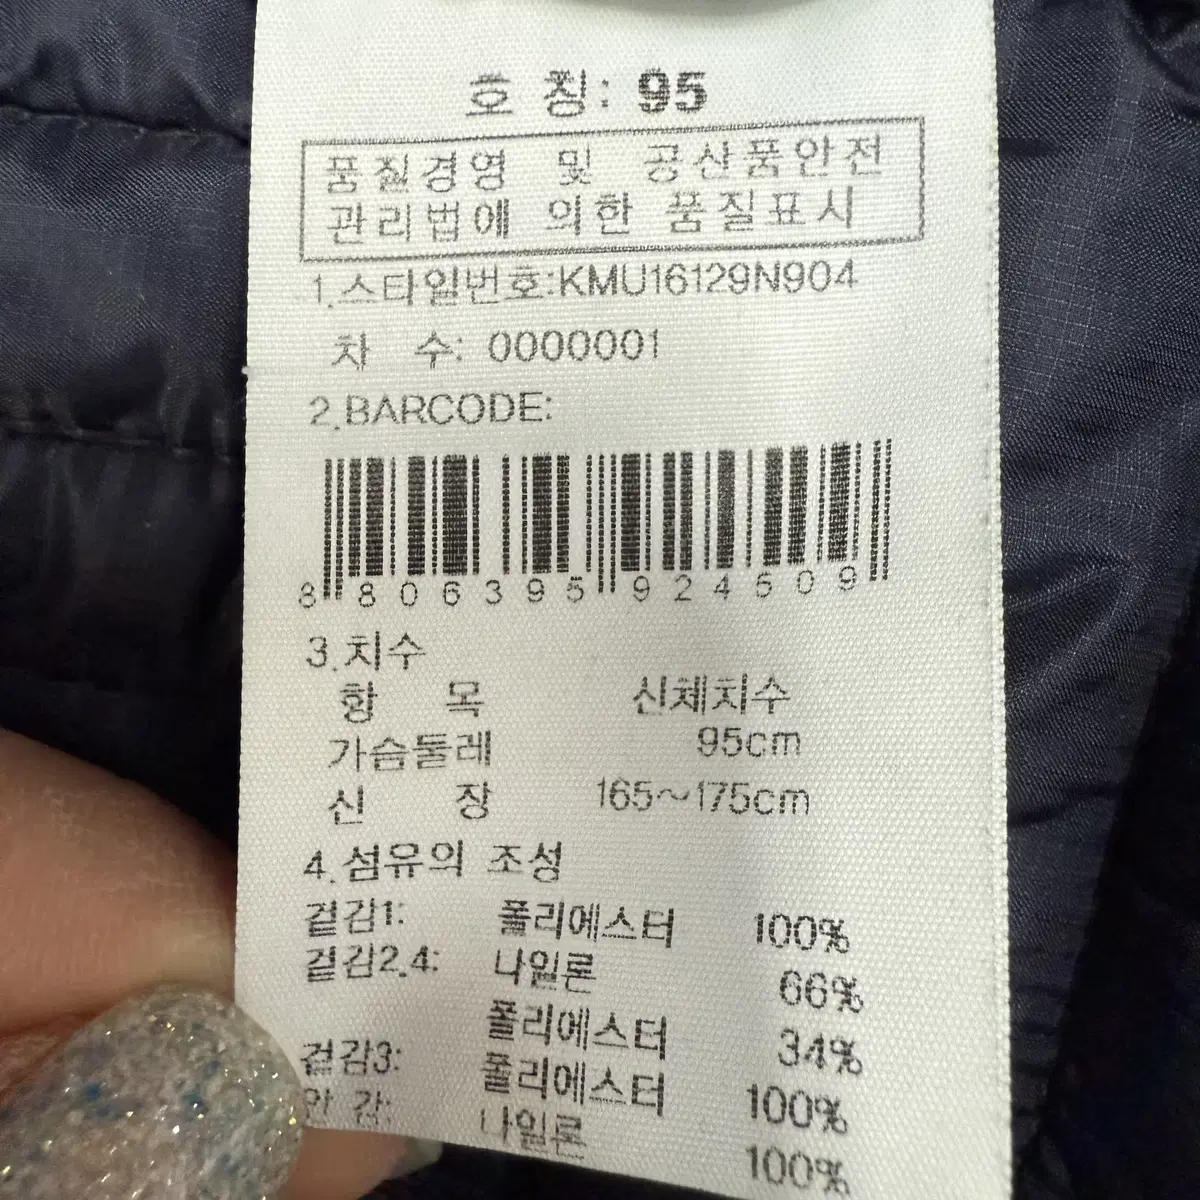 호 칭: 95
품질경영 및 공산품안전
관리법에 의한 품질표시
1.스타일번호:KMU16129N904
차 수: 0000001
2.BARCODE:
8 806395 924509
3.치수
항 목 신체치수
가슴둘레 95cm
신 장 165~175cm
4.섬유의 조성
겉감1: 폴리에스터 100%
겉감2,4: 나일론 66%
폴리에스터 34%
겉감3: 폴리에스터 100%
안 감: 나일론 100%